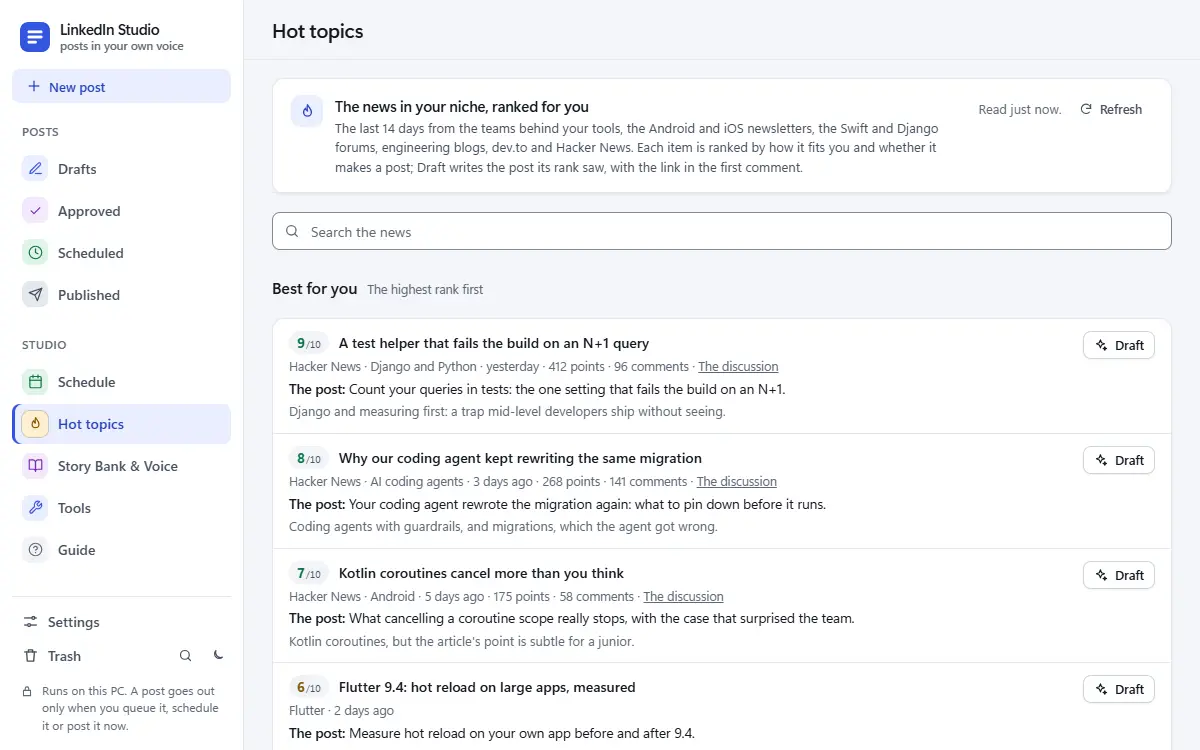 LinkedIn Studio
posts in your own voice
New post
POSTS
Drafts
Approved
Scheduled
Published
STUDIO
Schedule
Hot topics
Story Bank & Voice
Tools
Guide
Settings
Trash
Runs on this PC. A post goes out
only when you queue it, schedule
it or post it now.
Hot topics
The news in your niche, ranked for you
The last 14 days from the teams behind your tools, the Android and iOS newsletters, the Swift and Django
forums, engineering blogs, dev.to and Hacker News. Each item is ranked by how it fits you and whether it
makes a post; Draft writes the post its rank saw, with the link in the first comment.
Read just now. Refresh
Search the news
Best for you The highest rank first
9/10 A test helper that fails the build on an N+1 query Draft
Hacker News · Django and Python · yesterday · 412 points · 96 comments · The discussion
The post: Count your queries in tests: the one setting that fails the build on an N+1.
Django and measuring first: a trap mid-level developers ship without seeing.
8/10 Why our coding agent kept rewriting the same migration Draft
Hacker News · AI coding agents · 3 days ago · 268 points · 141 comments · The discussion
The post: Your coding agent rewrote the migration again: what to pin down before it runs.
Coding agents with guardrails, and migrations, which the agent got wrong.
7/10 Kotlin coroutines cancel more than you think Draft
Hacker News · Android · 5 days ago · 175 points · 58 comments · The discussion
The post: What cancelling a coroutine scope really stops, with the case that surprised the team.
Kotlin coroutines, but the article's point is subtle for a junior.
6/10 Flutter 9.4: hot reload on large apps, measured Draft
Flutter · 2 days ago
The post: Measure hot reload on your own app before and after 9.4.